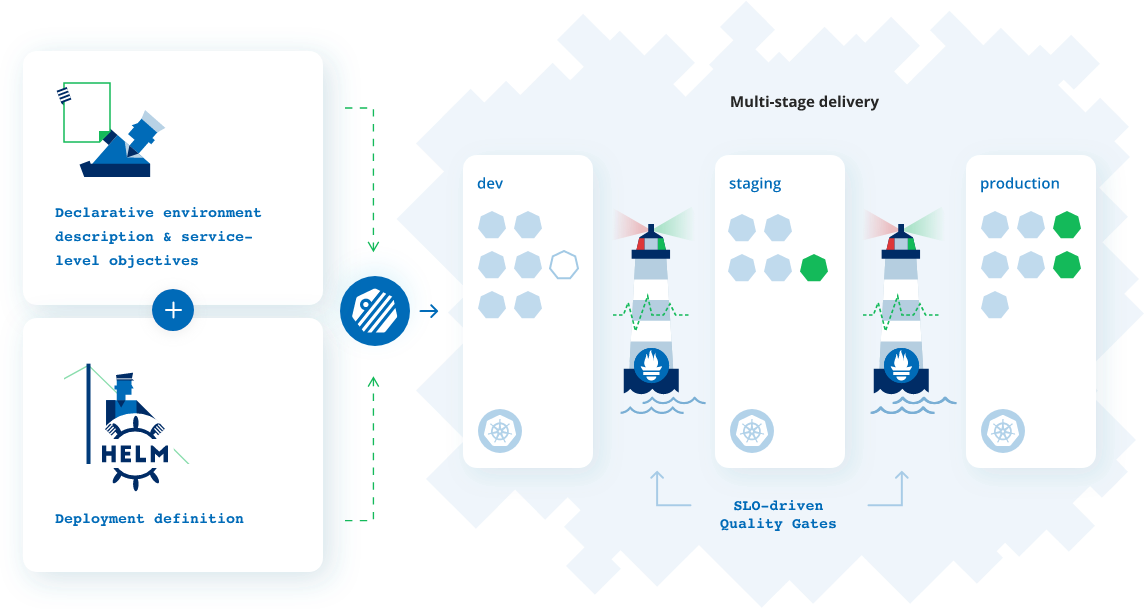 Declarative environment
description & service-
level objectives
HELM
Deployment definition
Multi-stage delivery
dev
staging
production
SLO-driven
Quality Gates